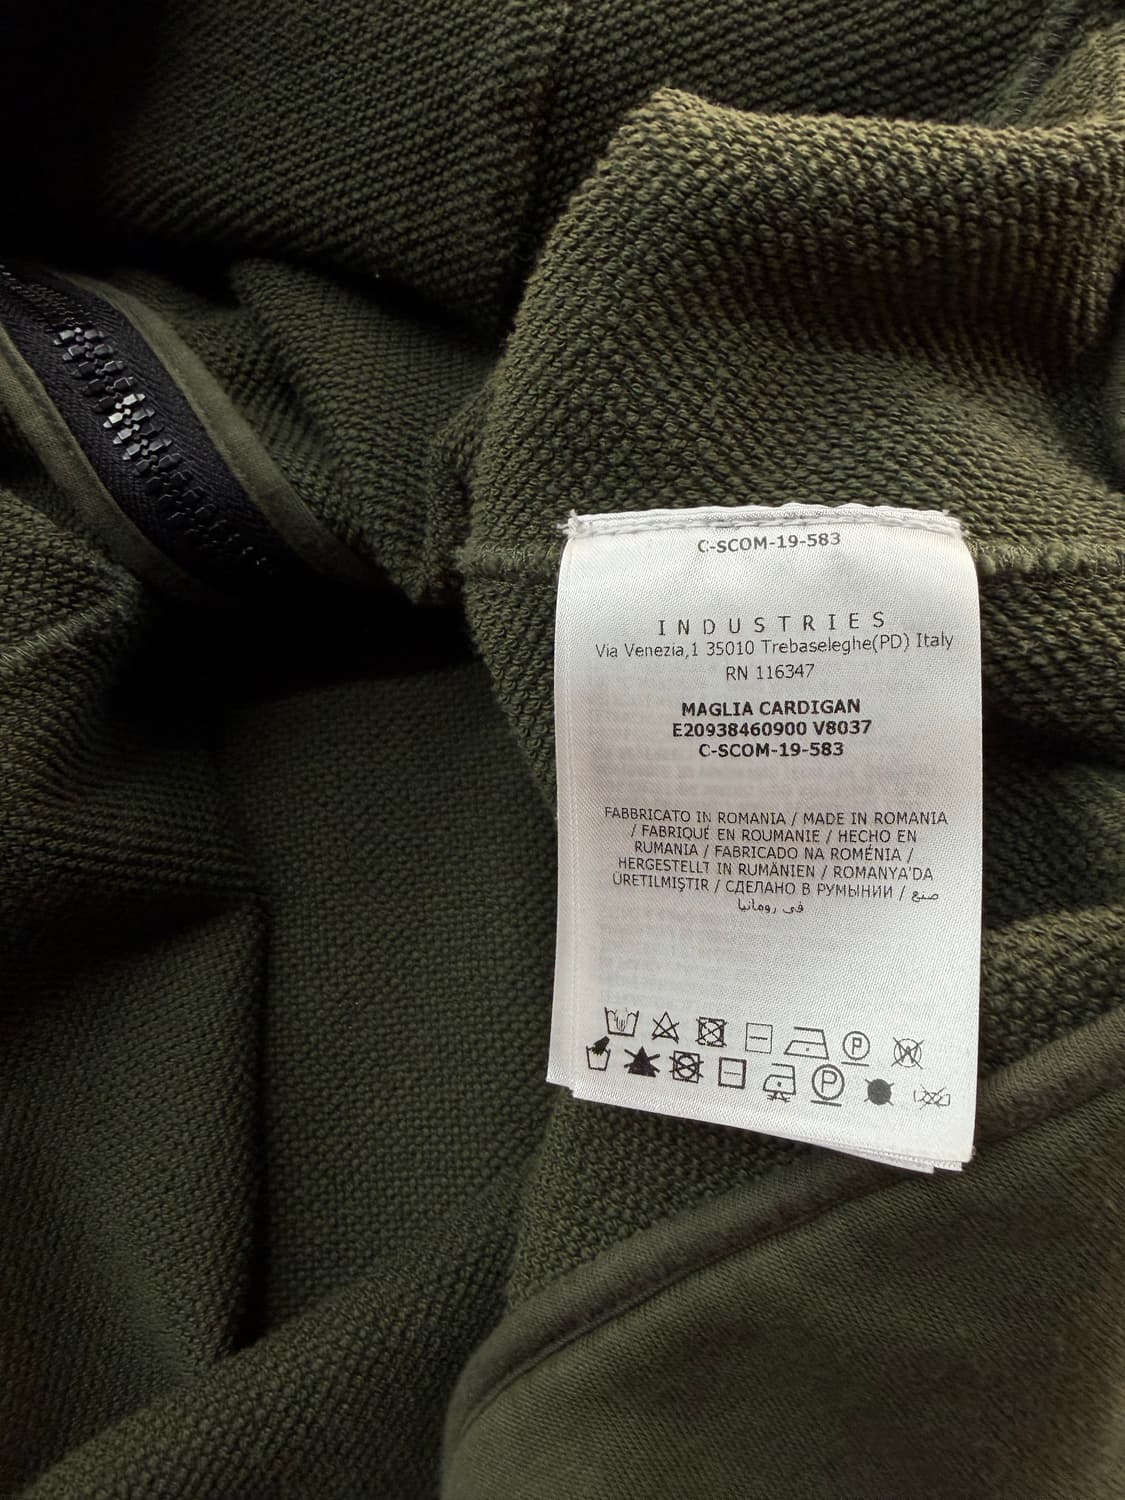 C-SCOM-19-583
INDUSTRIES
Via Venezia,1 35010 Trebaseleghe(PD) Italy
RN 116347
MAGLIA CARDIGAN
E20938460900 V8037
C-SCOM-19-583
FABBRICATO IN ROMANIA / MADE IN ROMANIA
/ FABRIQUÉ EN ROUMANIE / HECHO EN
RUMANIA / FABRICADO NA ROMÉNIA /
HERGESTELLT IN RUMÄNIEN / ROMANYA'DA
ÜRETILMIŞTIR / СДЕЛАНО В РУМЫНИИ / صنع
في رومانيا
P W
P